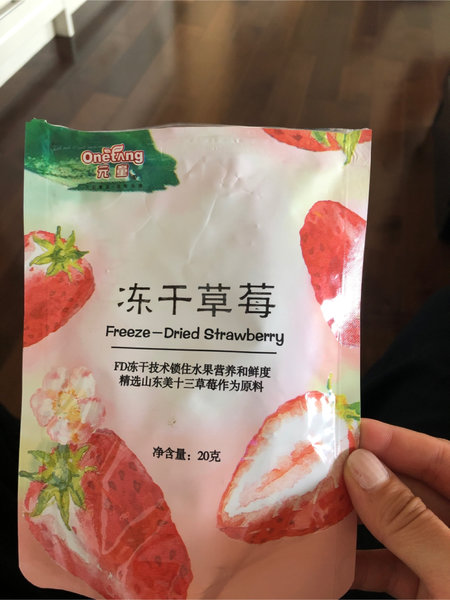 Onetang
元童
冻干草莓
Freeze-Dried Strawberry
FD冻干技术锁住水果营养和鲜度
精选山东美十三草莓作为原料
净含量：20克